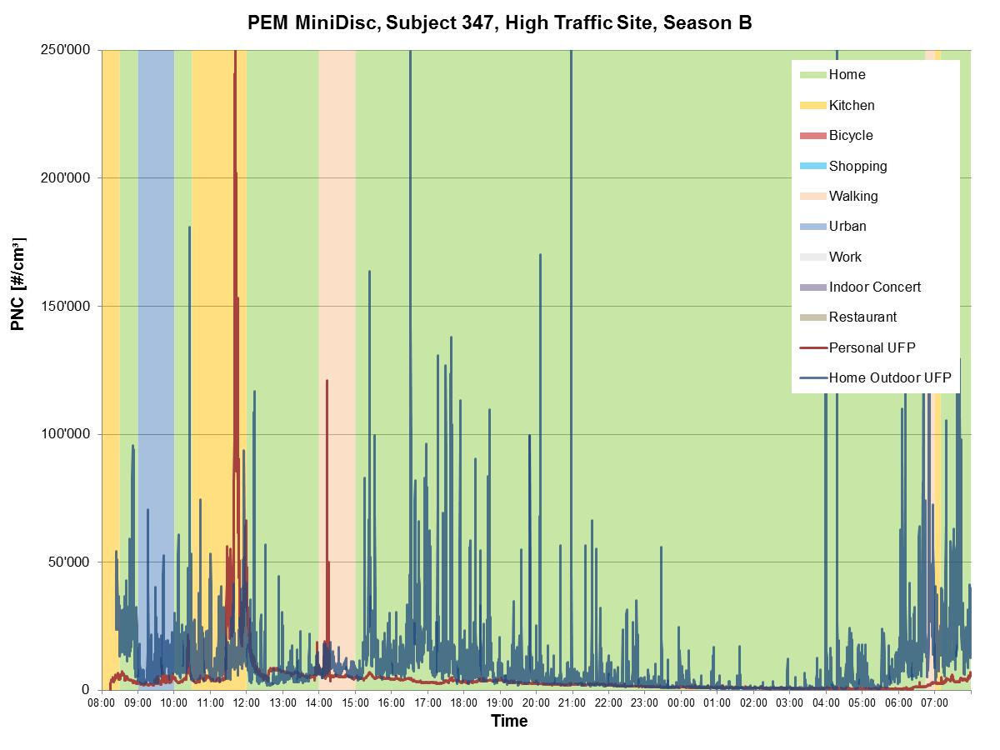 PEM MiniDisc, Subject 347, High Traffic Site, Season B
250'000
200'000
150'000
100'000
50'000
0
PNC [#/cm³]
Home
Kitchen
Bicycle
Shopping
Walking
Urban
Work
Indoor Concert
Restaurant
Personal UFP
Home Outdoor UFP
08:00 09:00 10:00 11:00 12:00 13:00 14:00 15:00 16:00 17:00 18:00 19:00 20:00 21:00 22:00 23:00 00:00 01:00 02:00 03:00 04:00 05:00 06:00 07:00
Time